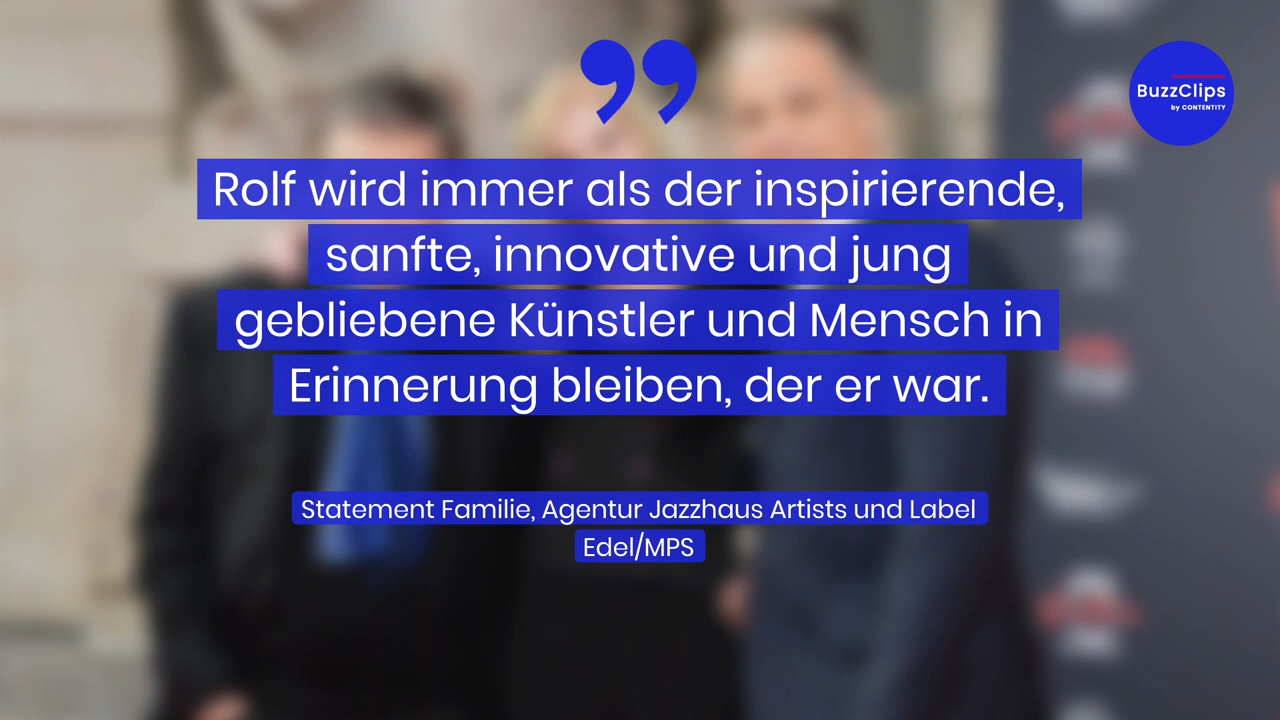 BuzzClips
by CONTENTITY
”
Rolf wird immer als der inspirierende,
sanfte, innovative und jung
gebliebene Künstler und Mensch in
Erinnerung bleiben, der er war.
Statement Familie, Agentur Jazzhaus Artists und Label
Edel/MPS